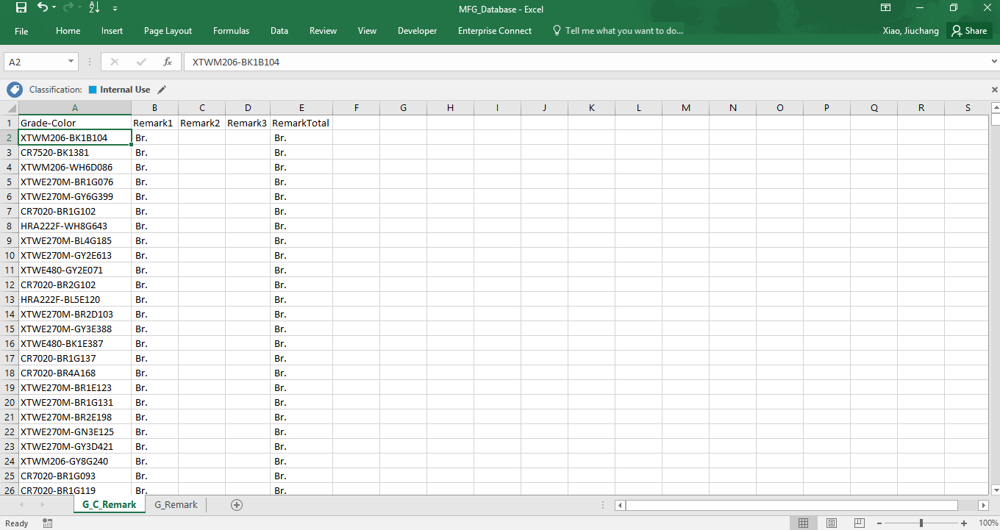 MFG_Database - Excel
File Home Insert Page Layout Formulas Data Review View Developer Enterprise Connect Tell me what you want to do... Xiao, Jiuchang Share
A2 fx XTWM206-BK1B104
Classification: Internal Use
A B C D E F G H I J K L M N O P Q R S
1 Grade-Color Remark1 Remark2 Remark3 RemarkTotal
2 XTWM206-BK1B104 Br. Br.
3 CR7520-BK1381 Br. Br.
4 XTWM206-WH6D086 Br. Br.
5 XTWE270M-BR1G076 Br. Br.
6 XTWE270M-GY6G399 Br. Br.
7 CR7020-BR1G102 Br. Br.
8 HRA222F-WH8G643 Br. Br.
9 XTWE270M-BL4G185 Br. Br.
10 XTWE270M-GY2E613 Br. Br.
11 XTWE480-GY2E071 Br. Br.
12 CR7020-BR2G102 Br. Br.
13 HRA222F-BL5E120 Br. Br.
14 XTWE270M-BR2D103 Br. Br.
15 XTWE270M-GY3E388 Br. Br.
16 XTWE480-BK1E387 Br. Br.
17 CR7020-BR1G137 Br. Br.
18 CR7020-BR4A168 Br. Br.
19 XTWE270M-BR1E123 Br. Br.
20 XTWE270M-BR1G131 Br. Br.
21 XTWE270M-BR2E198 Br. Br.
22 XTWE270M-GN3E125 Br. Br.
23 XTWE270M-GY3D421 Br. Br.
24 XTWM206-GY8G240 Br. Br.
25 CR7020-BR1G093 Br. Br.
26 CR7020-BR1G119 Br. Br.
G_C_Remark G_Remark
Ready 100%